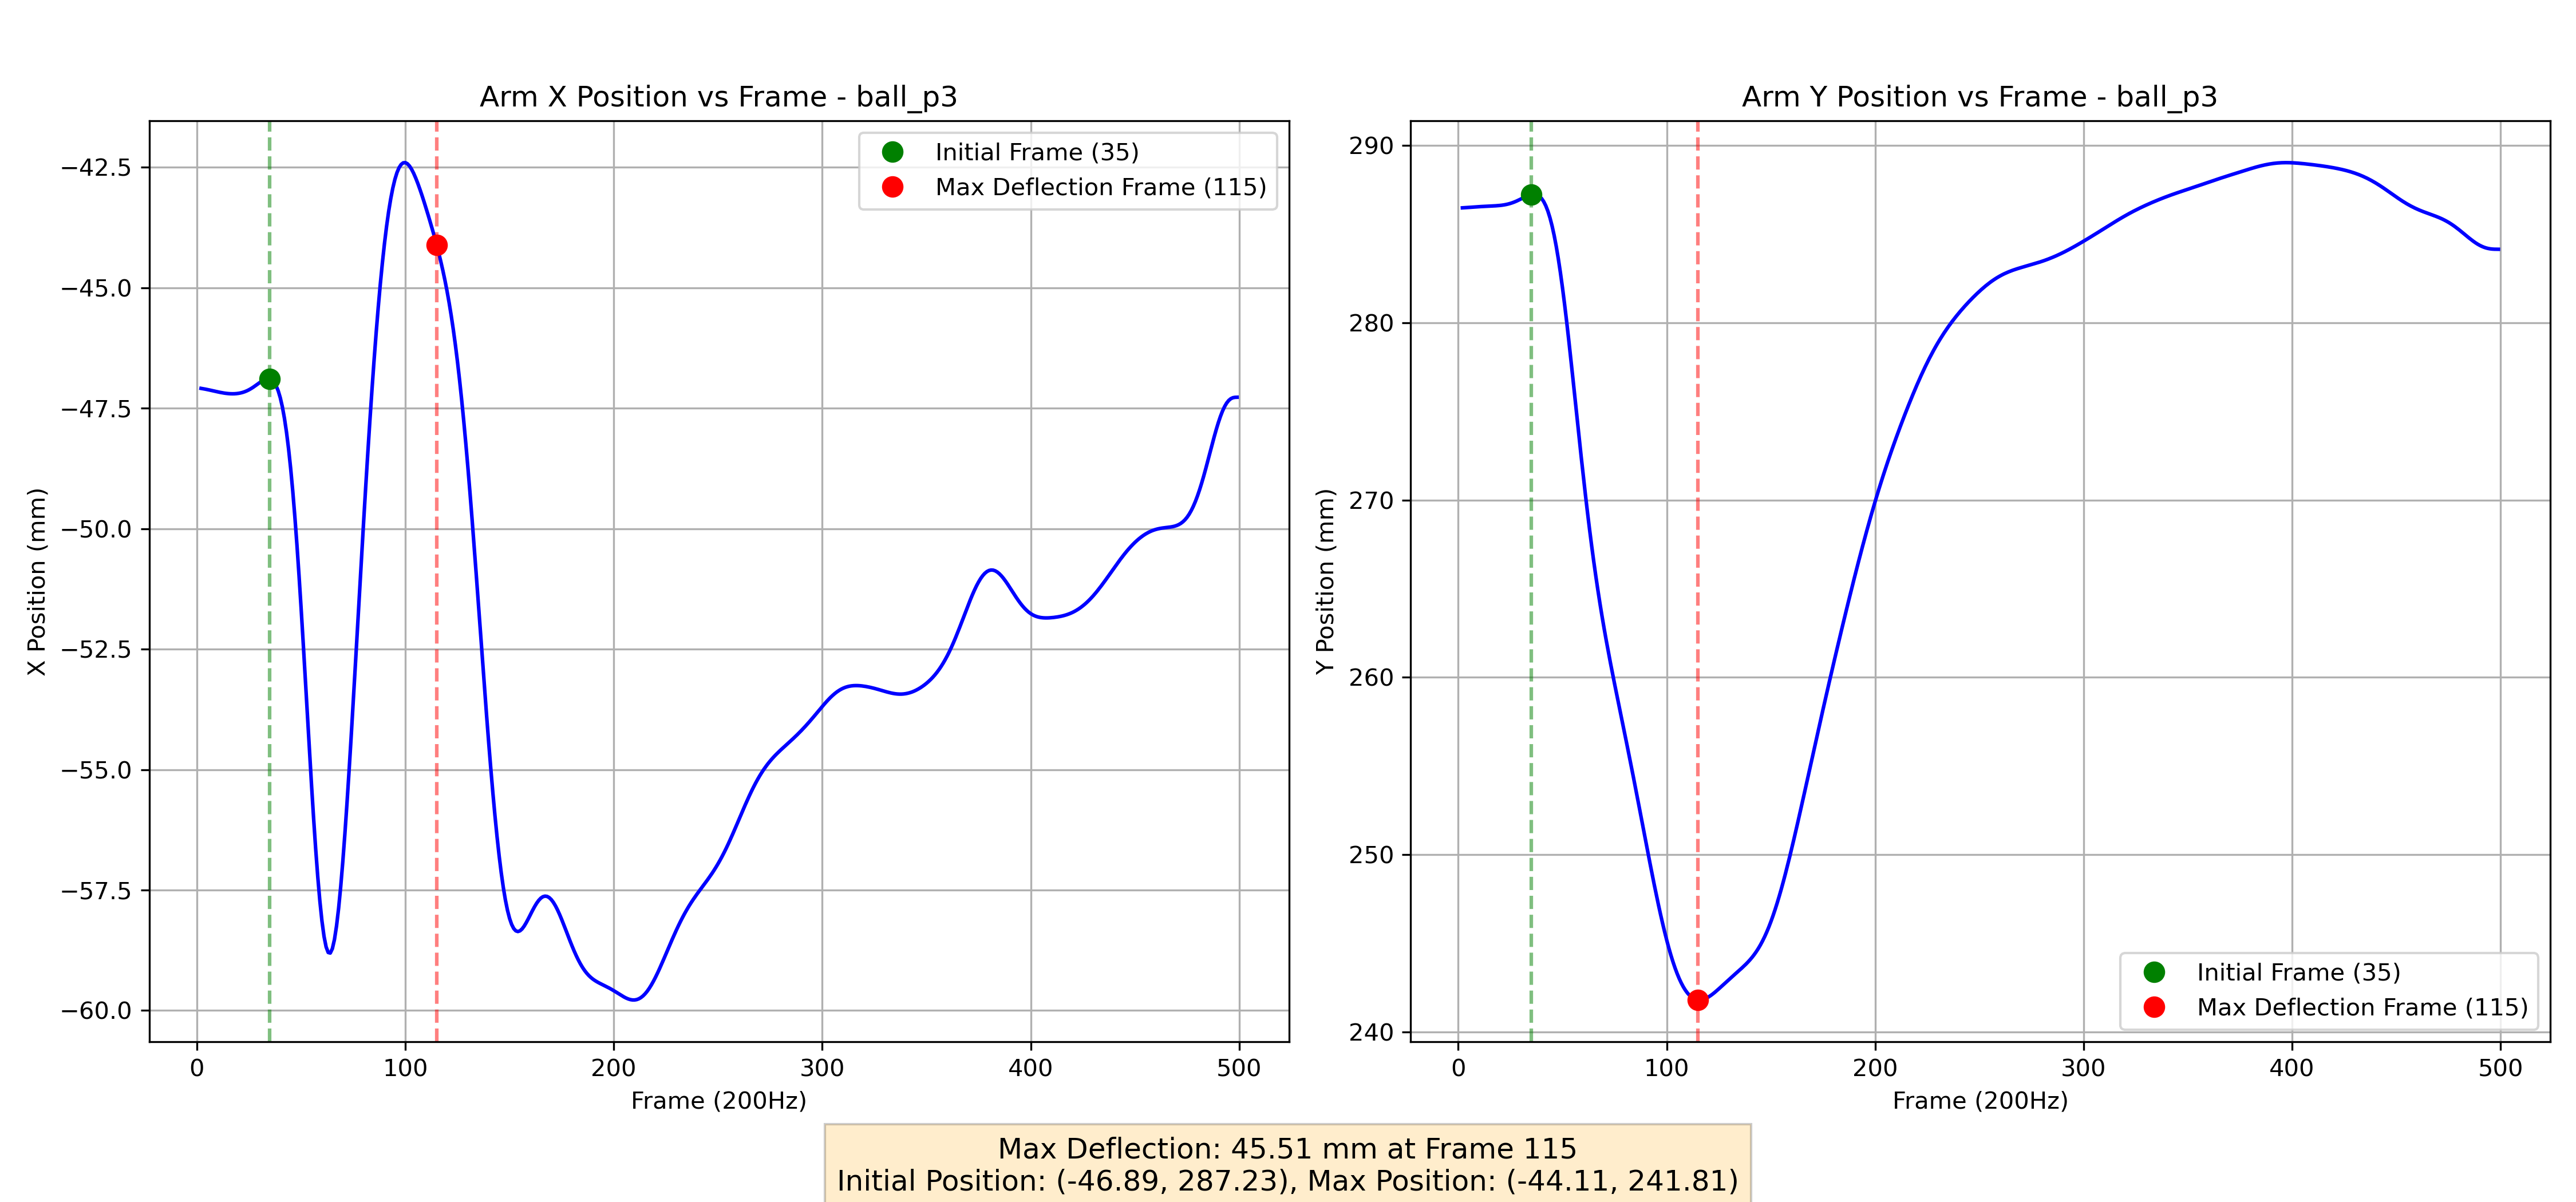 Arm X Position vs Frame - ball_p3
Initial Frame (35)
Max Deflection Frame (115)
−42.5
−45.0
−47.5
−50.0
−52.5
−55.0
−57.5
−60.0
X Position (mm)
0 100 200 300 400 500
Frame (200Hz)
Arm Y Position vs Frame - ball_p3
290
280
270
260
250
240
Y Position (mm)
Initial Frame (35)
Max Deflection Frame (115)
0 100 200 300 400 500
Frame (200Hz)
Max Deflection: 45.51 mm at Frame 115
Initial Position: (-46.89, 287.23), Max Position: (-44.11, 241.81)